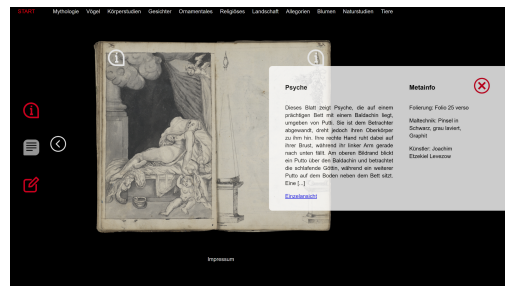 START Mythologie Vögel Körperstudien Gesichter Ornamentales Religiöses Landschaft Allegorien Blumen Naturstudien Tiere
Psyche
Dieses Blatt zeigt Psyche, die auf einem
prächtigen Bett mit einem Baldachin liegt,
umgeben von Putti. Sie ist dem Betrachter
abgewandt, dreht jedoch ihren Oberkörper
zu ihm hin. Ihre rechte Hand ruht dabei auf
ihrer Brust, während ihr linker Arm gerade
nach unten fällt. Am oberen Bildrand blickt
ein Putto über den Baldachin und betrachtet
die schlafende Göttin, während ein weiterer
Putto auf dem Boden neben dem Bett sitzt.
Eine [...]
Einzelansicht
Metainfo
Folierung: Folio 25 verso
Maltechnik: Pinsel in
Schwarz, grau laviert,
Graphit
Künstler: Joachim
Elzekiel Levezow
Impressum